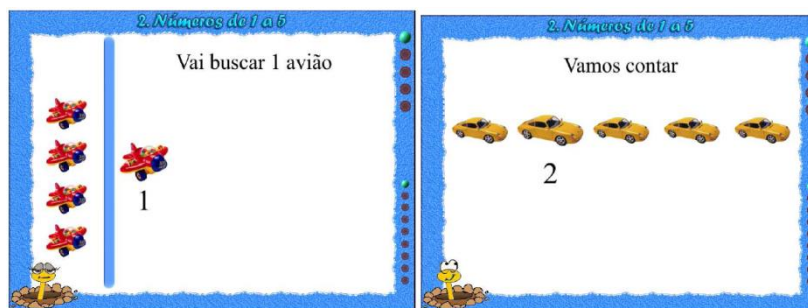 2. Números de 1 a 5
Vai buscar 1 avião
1
2. Números de 1 a 5
Vamos contar
2